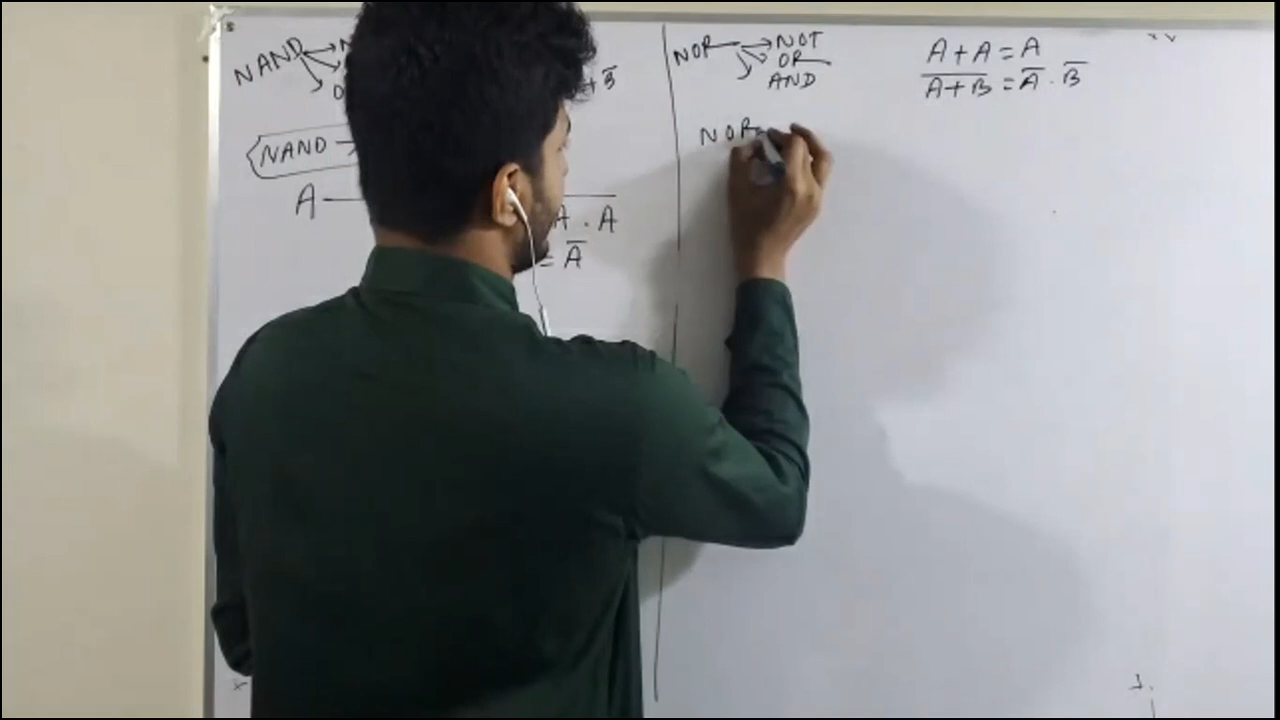 NAND → N
O
+ B̅
NAND →
A —
A . A
= A̅
NOR → NOT
OR
AND
A + A = A
A̅ ̅+̅ ̅B̅ = A̅ . B̅
NOR